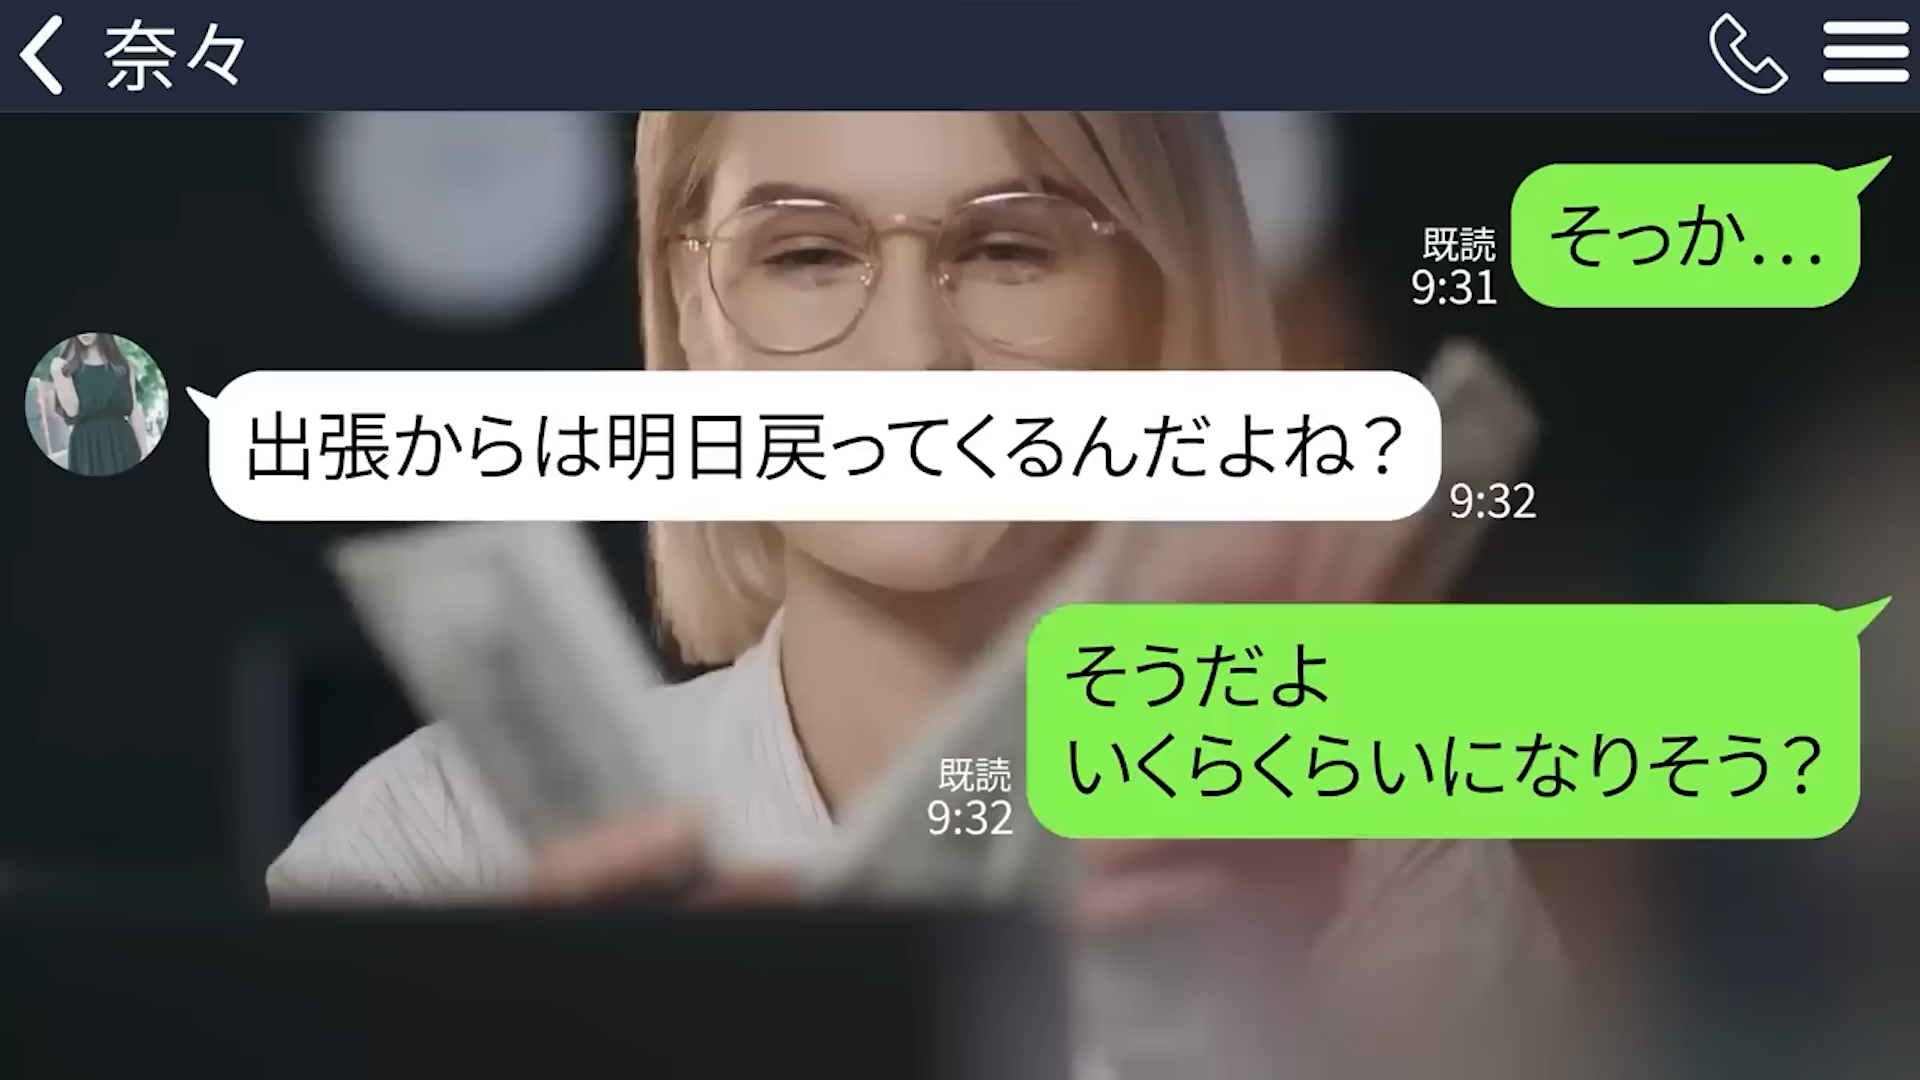 奈々
そっか...
既読
9:31
出張からは明日戻ってくるんだよね？
9:32
そうだよ
いくらくらいになりそう？
既読
9:32